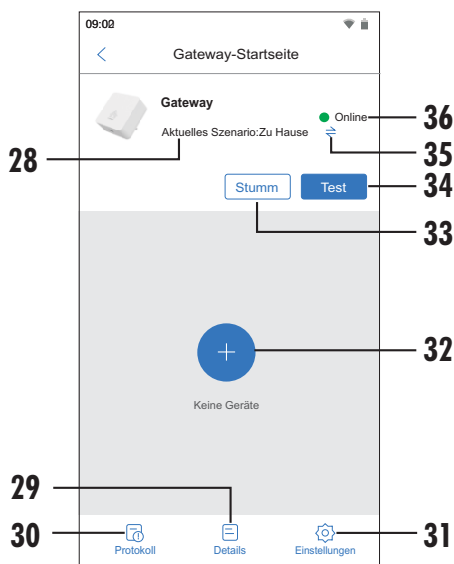 09:02
Gateway-Startseite
Gateway
Online
36
Aktuelles Szenario:Zu Hause
28
35
Stumm
Test
34
33
32
Keine Geräte
29
30
Protokoll
Details
Einstellungen
31